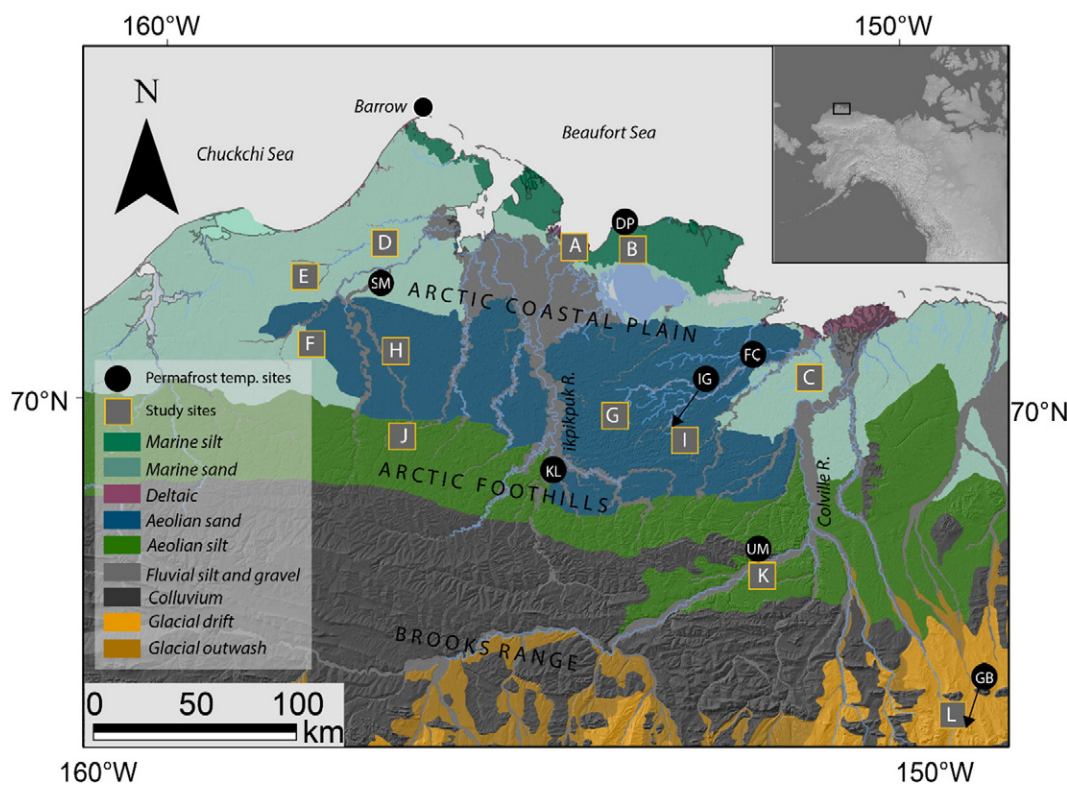 160°W
150°W
N
Barrow
Beaufort Sea
Chuckchi Sea
DP
A
B
D
E
SM
ARCTIC COASTAL PLAIN
F
H
FC
IG
C
70°N
70°N
Permafrost temp. sites
Study sites
G
I
J
ikpikpuk R.
KL
ARCTIC FOOTHILLS
Colville R.
Marine silt
Marine sand
Deltaic
Aeolian sand
Aeolian silt
Fluvial silt and gravel
Colluvium
Glacial drift
Glacial outwash
UM
K
BROOKS RANGE
GB
L
0 50 100
km
160°W
150°W